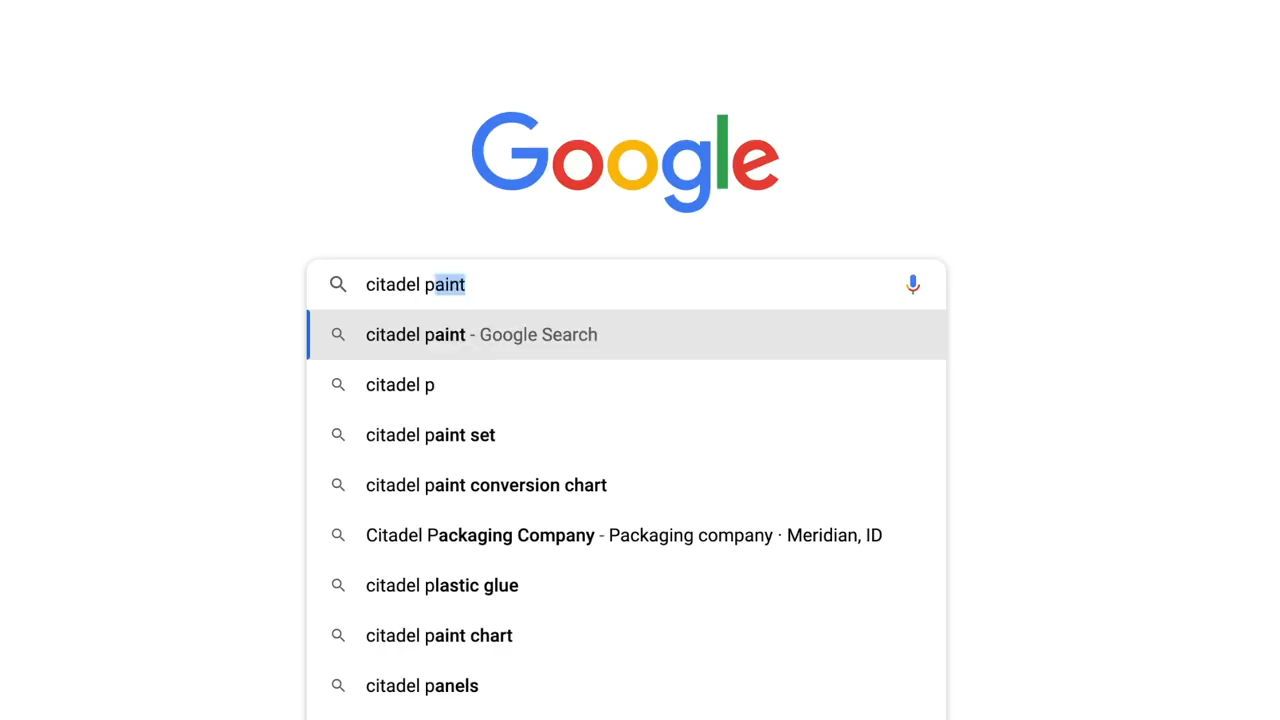 Google
citadel paint
citadel paint - Google Search
citadel p
citadel paint set
citadel paint conversion chart
Citadel Packaging Company - Packaging company · Meridian, ID
citadel plastic glue
citadel paint chart
citadel panels